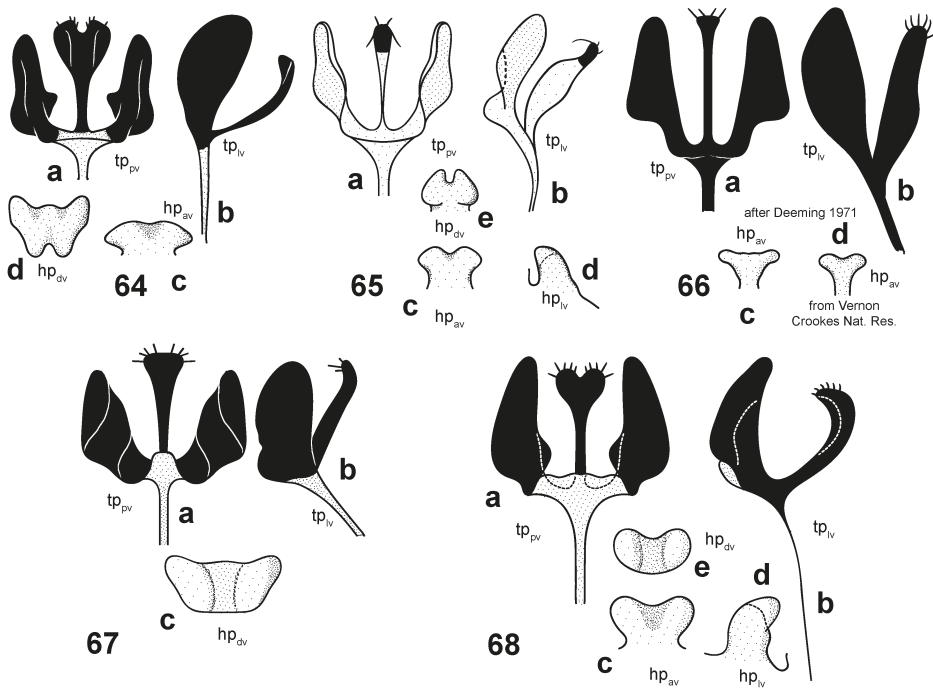 a
tp pv
tp lv
b
d
hp dv
hp av
64
c
a
tp pv
tp lv
b
e
hp dv
65
c
hp av
d
hp lv
tp pv
a
tp lv
b
after Deeming 1971
hp av
d
hp av
66
c
from Vernon
Crookes Nat. Res.
tp pv
a
b
tp lv
c
hp dv
67
a
tp pv
tp lv
b
hp dv
e
d
68
c
hp av
hp lv